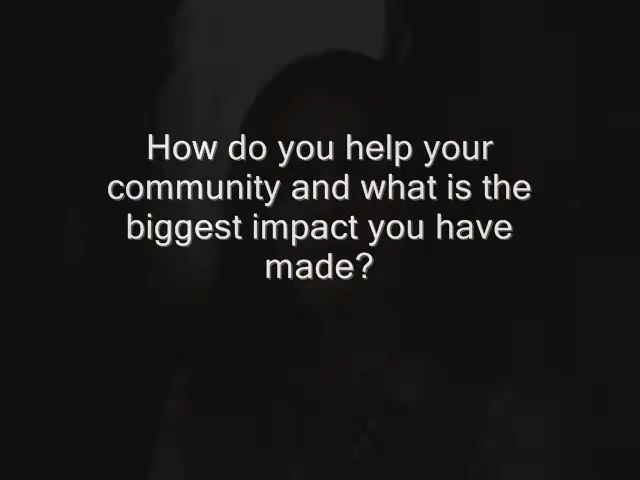 How do you help your
community and what is the
biggest impact you have
made?